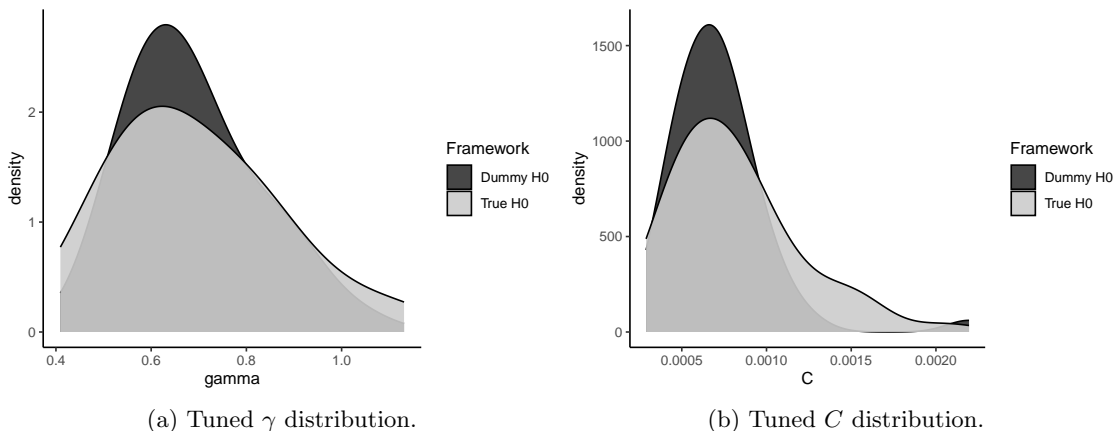 density
2
1
0
0.4 0.6 0.8 1.0
gamma
Framework
Dummy H0
True H0
(a) Tuned γ distribution.
density
1500
1000
500
0
0.0005 0.0010 0.0015 0.0020
C
Framework
Dummy H0
True H0
(b) Tuned C distribution.